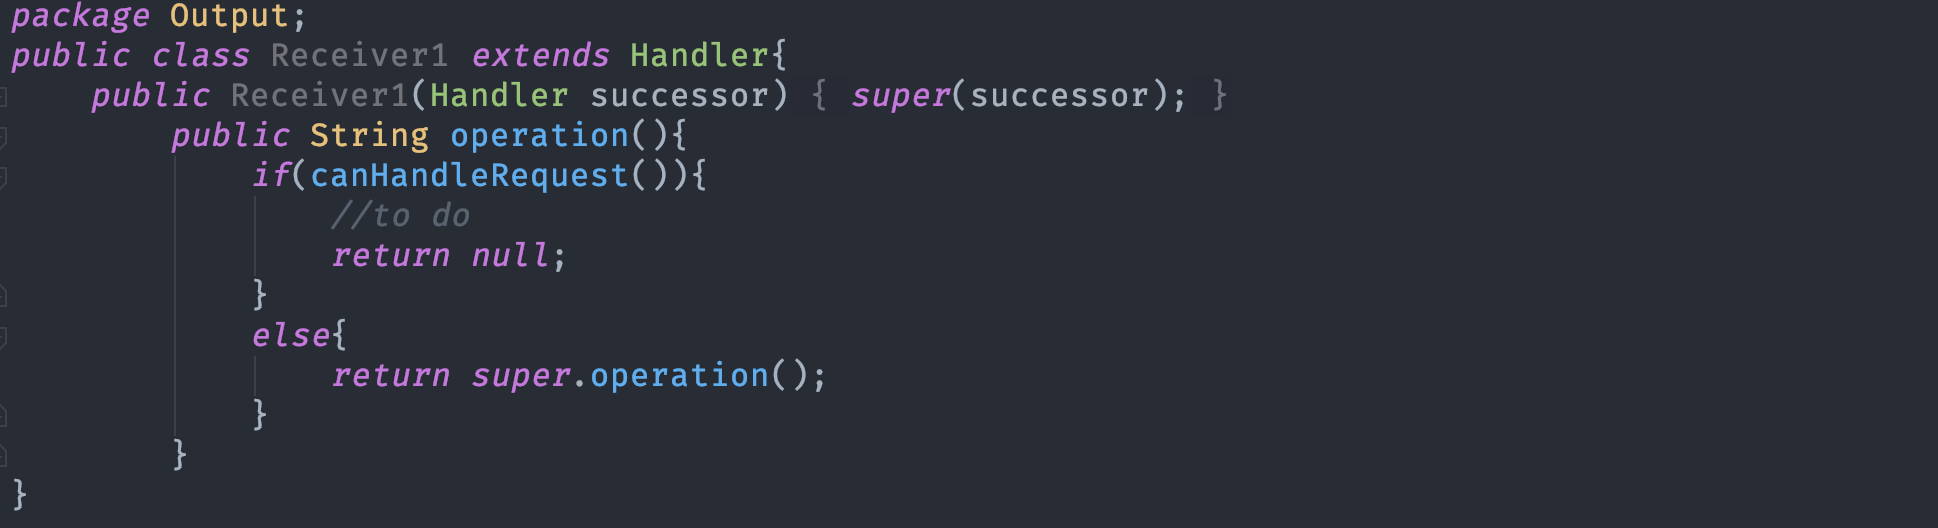 package Output;
public class Receiver1 extends Handler{
    public Receiver1(Handler successor) { super(successor); }
        public String operation(){
            if(canHandleRequest()){
                //to do
                return null;
            }
            else{
                return super.operation();
            }
        }
}